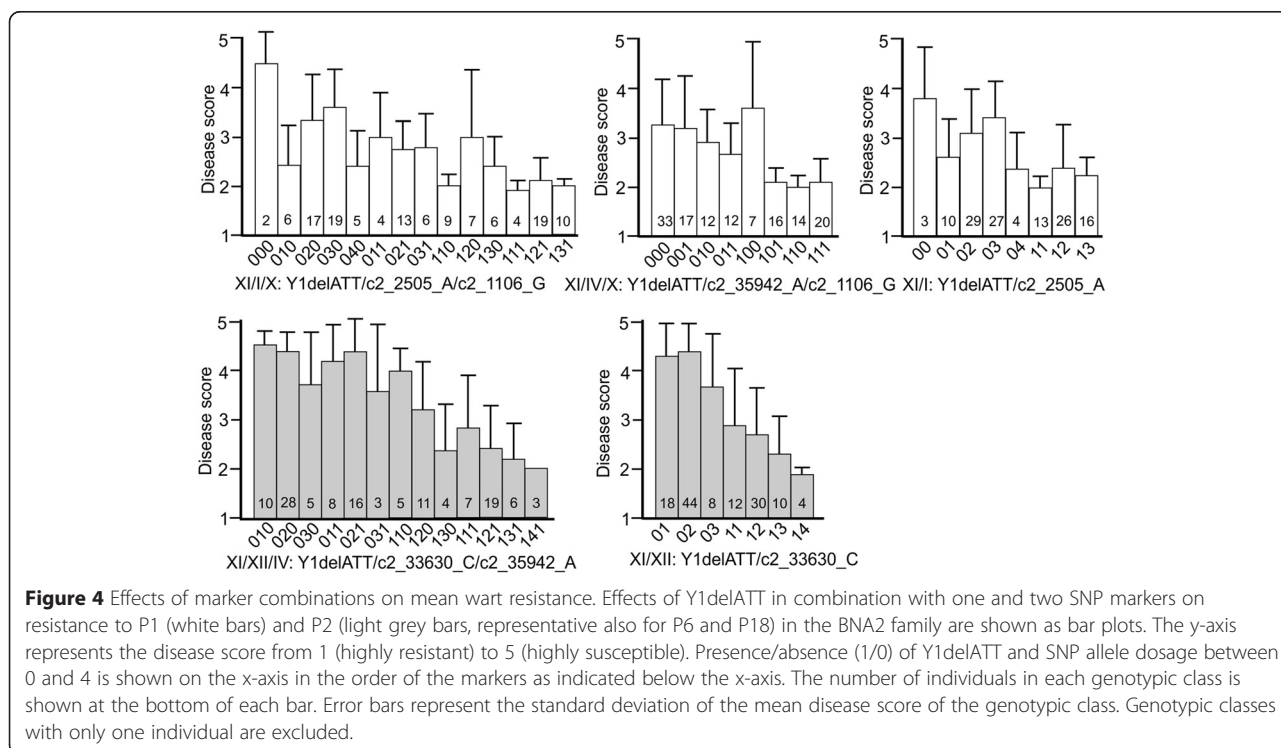 5 4 3 2 1
Disease score
2 6 17 19 5 4 13 6 9 7 6 4 19 10
000 010 020 030 040 011 021 031 110 120 130 111 121 131
XI/I/X: Y1delATT/c2_2505_A/c2_1106_G
5 4 3 2 1
Disease score
33 17 12 12 7 16 14 20
000 001 010 011 100 101 110 111
XI/IV/X: Y1delATT/c2_35942_A/c2_1106_G
5 4 3 2 1
Disease score
3 10 29 27 4 13 26 16
00 01 02 03 04 11 12 13
XI/I: Y1delATT/c2_2505_A
5 4 3 2 1
Disease score
10 28 5 8 16 3 5 11 4 7 19 6 3
010 020 030 011 021 031 110 120 130 111 121 131 141
XI/XII/IV: Y1delATT/c2_33630_C/c2_35942_A
5 4 3 2 1
Disease score
18 44 8 12 30 10 4
01 02 03 11 12 13 14
XI/XII: Y1delATT/c2_33630_C
Figure 4 Effects of marker combinations on mean wart resistance. Effects of Y1delATT in combination with one and two SNP markers on
resistance to P1 (white bars) and P2 (light grey bars, representative also for P6 and P18) in the BNA2 family are shown as bar plots. The y-axis
represents the disease score from 1 (highly resistant) to 5 (highly susceptible). Presence/absence (1/0) of Y1delATT and SNP allele dosage between
0 and 4 is shown on the x-axis in the order of the markers as indicated below the x-axis. The number of individuals in each genotypic class is
shown at the bottom of each bar. Error bars represent the standard deviation of the mean disease score of the genotypic class. Genotypic classes
with only one individual are excluded.